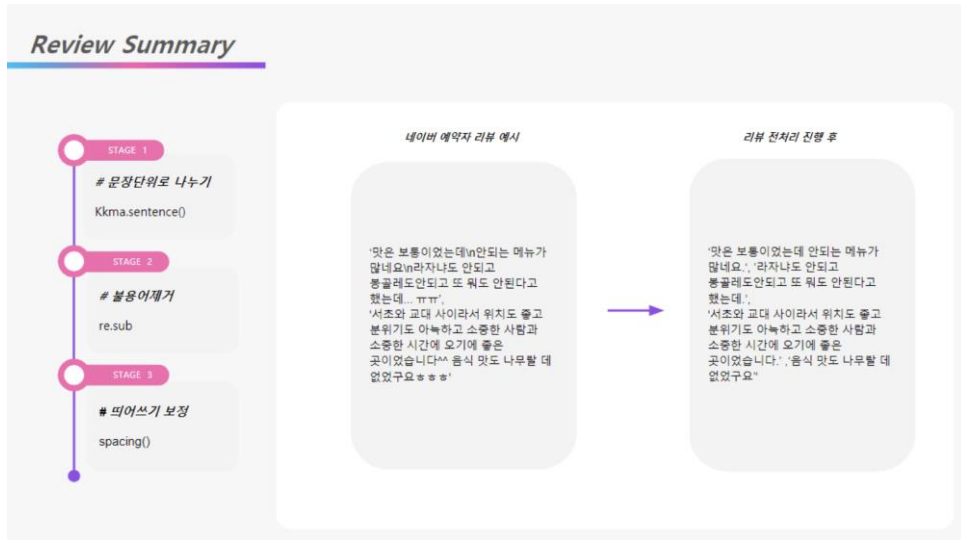 Review Summary
STAGE 1
# 문장단위로 나누기
Kkma.sentence()
STAGE 2
# 불용어제거
re.sub
STAGE 3
# 띄어쓰기 보정
spacing()
네이버 예약자 리뷰 예시
'맛은 보통이었는데\n안되는 메뉴가
많네요\n라자냐도 안되고
봉골레도안되고 또 뭐도 안된다고
했는데... ㅠㅠ',
'서초와 교대 사이라서 위치도 좋고
분위기도 아늑하고 소중한 사람과
소중한 시간에 오기에 좋은
곳이었습니다^^ 음식 맛도 나무랄 데
없었구요ㅎㅎㅎ'
리뷰 전처리 진행 후
'맛은 보통이었는데 안되는 메뉴가
많네요.', '라자냐도 안되고
봉골레도안되고 또 뭐도 안된다고
했는데.',
'서초와 교대 사이라서 위치도 좋고
분위기도 아늑하고 소중한 사람과
소중한 시간에 오기에 좋은
곳이었습니다.' ,'음식 맛도 나무랄 데
없었구요"